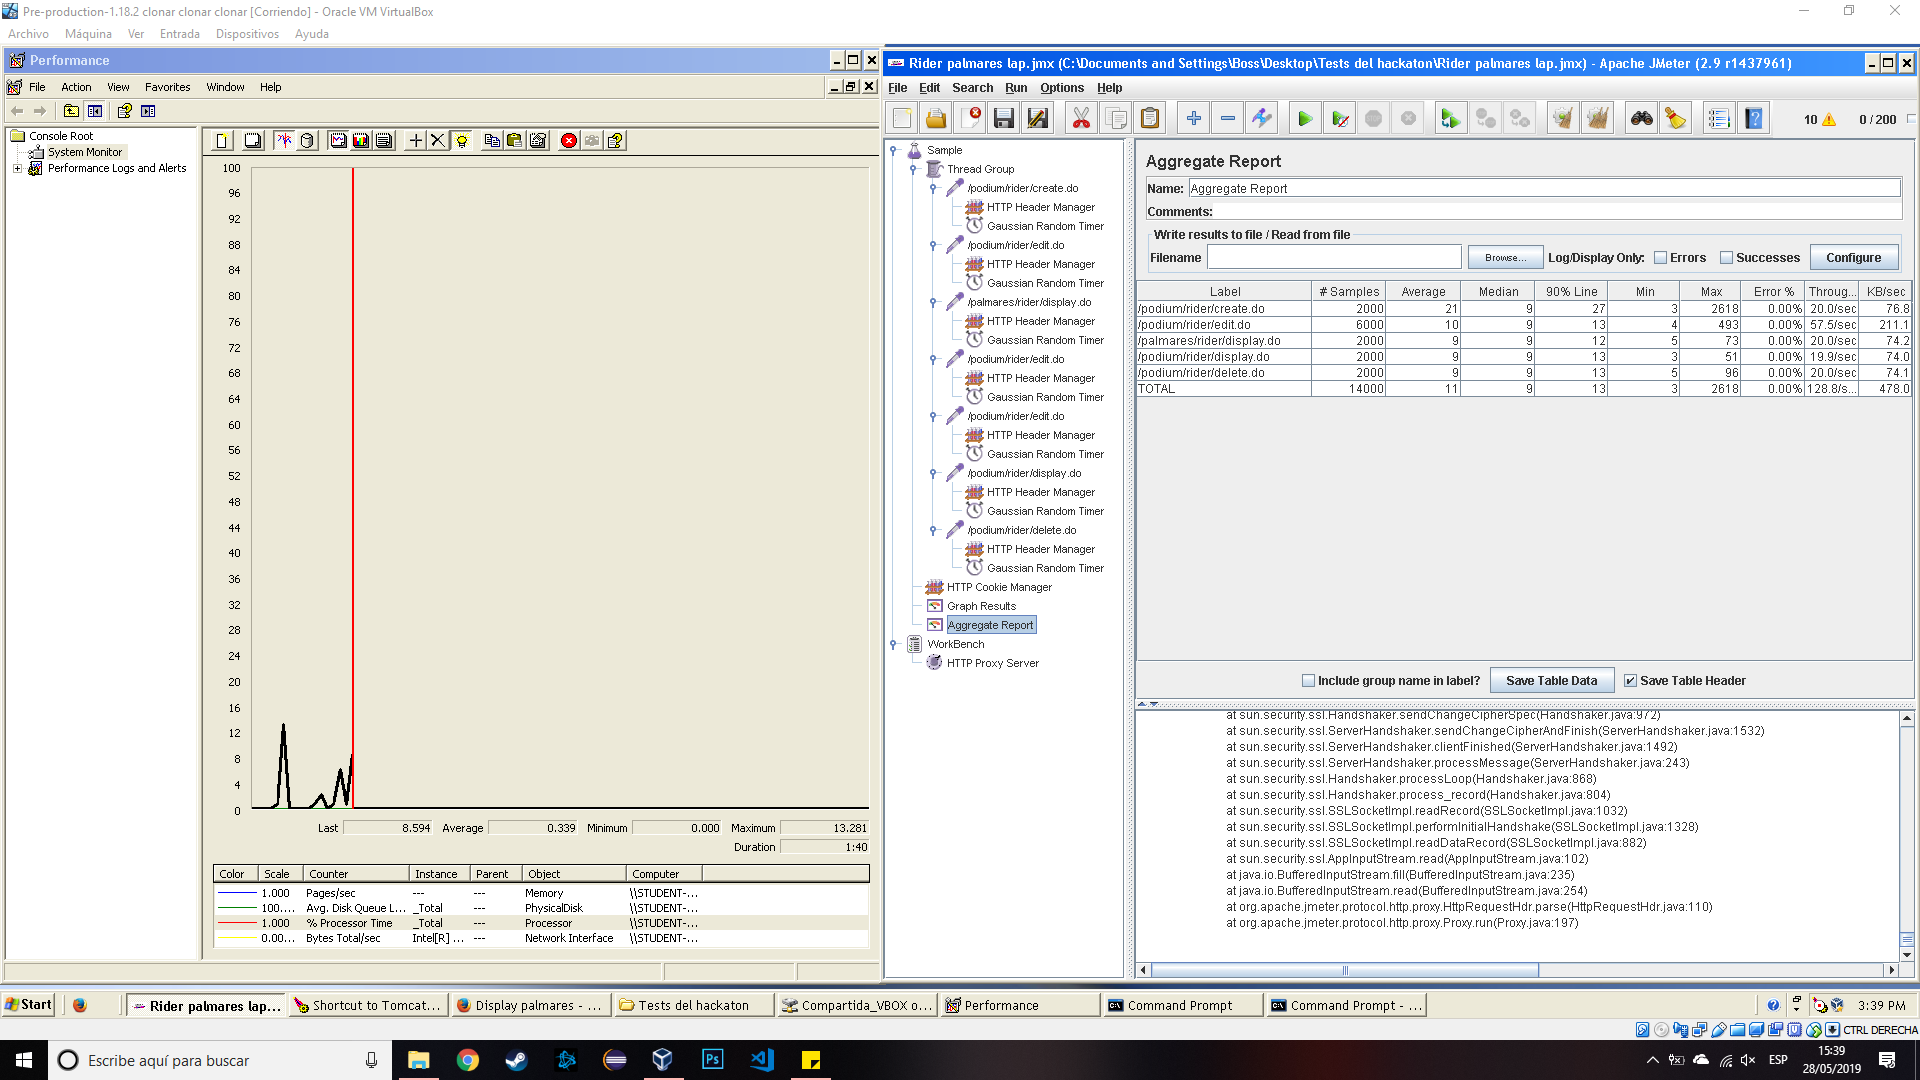 Pre-production-1.18.2 clonar clonar clonar [Corriendo] - Oracle VM VirtualBox
Archivo Máquina Ver Entrada Dispositivos Ayuda
Performance
File Action View Favorites Window Help
Console Root
System Monitor
Performance Logs and Alerts
100
96
92
88
84
80
76
72
68
64
60
56
52
48
44
40
36
32
28
24
20
16
12
8
4
0
Last 8.594 Average 0.339 Minimum 0.000 Maximum 13.281
Duration 1:40
Color Scale Counter Instance Parent Object Computer
1.000 Pages/sec --- --- Memory \\STUDENT-...
100.... Avg. Disk Queue L... _Total --- PhysicalDisk \\STUDENT-...
1.000 % Processor Time _Total --- Processor \\STUDENT-...
0.00... Bytes Total/sec Intel[R] ... --- Network Interface \\STUDENT-...
Rider palmares lap.jmx (C:\Documents and Settings\Boss\Desktop\Tests del hackaton\Rider palmares lap.jmx) - Apache JMeter (2.9 r1437961)
File Edit Search Run Options Help
10 0 / 200
Sample
Thread Group
/podium/rider/create.do
HTTP Header Manager
Gaussian Random Timer
/podium/rider/edit.do
HTTP Header Manager
Gaussian Random Timer
/palmares/rider/display.do
HTTP Header Manager
Gaussian Random Timer
/podium/rider/edit.do
HTTP Header Manager
Gaussian Random Timer
/podium/rider/edit.do
HTTP Header Manager
Gaussian Random Timer
/podium/rider/display.do
HTTP Header Manager
Gaussian Random Timer
/podium/rider/delete.do
HTTP Header Manager
Gaussian Random Timer
HTTP Cookie Manager
Graph Results
Aggregate Report
WorkBench
HTTP Proxy Server
Aggregate Report
Name: Aggregate Report
Comments:
Write results to file / Read from file
Filename Browse... Log/Display Only: Errors Successes Configure
Label # Samples Average Median 90% Line Min Max Error % Throug... KB/sec
/podium/rider/create.do 2000 21 9 27 3 2618 0.00% 20.0/sec 76.8
/podium/rider/edit.do 6000 10 9 13 4 493 0.00% 57.5/sec 211.1
/palmares/rider/display.do 2000 9 9 12 5 73 0.00% 20.0/sec 74.2
/podium/rider/display.do 2000 9 9 13 3 51 0.00% 19.9/sec 74.0
/podium/rider/delete.do 2000 9 9 13 5 96 0.00% 20.0/sec 74.1
TOTAL 14000 11 9 13 3 2618 0.00% 128.8/s... 478.0
Include group name in label? Save Table Data Save Table Header
at sun.security.ssl.Handshaker.sendChangeCipherSpec(Handshaker.java:972)
at sun.security.ssl.ServerHandshaker.sendChangeCipherAndFinish(ServerHandshaker.java:1532)
at sun.security.ssl.ServerHandshaker.clientFinished(ServerHandshaker.java:1492)
at sun.security.ssl.ServerHandshaker.processMessage(ServerHandshaker.java:243)
at sun.security.ssl.Handshaker.processLoop(Handshaker.java:868)
at sun.security.ssl.Handshaker.process_record(Handshaker.java:804)
at sun.security.ssl.SSLSocketImpl.readRecord(SSLSocketImpl.java:1032)
at sun.security.ssl.SSLSocketImpl.performInitialHandshake(SSLSocketImpl.java:1328)
at sun.security.ssl.SSLSocketImpl.readDataRecord(SSLSocketImpl.java:882)
at sun.security.ssl.AppInputStream.read(AppInputStream.java:102)
at java.io.BufferedInputStream.fill(BufferedInputStream.java:235)
at java.io.BufferedInputStream.read(BufferedInputStream.java:254)
at org.apache.jmeter.protocol.http.proxy.HttpRequestHdr.parse(HttpRequestHdr.java:110)
at org.apache.jmeter.protocol.http.proxy.Proxy.run(Proxy.java:197)
Start Rider palmares lap... Shortcut to Tomcat... Display palmares - ... Tests del hackaton Compartida_VBOX o... Performance Command Prompt Command Prompt - ... 3:39 PM
CTRL DERECHA
Escribe aquí para buscar
Ps
ESP
15:39
28/05/2019